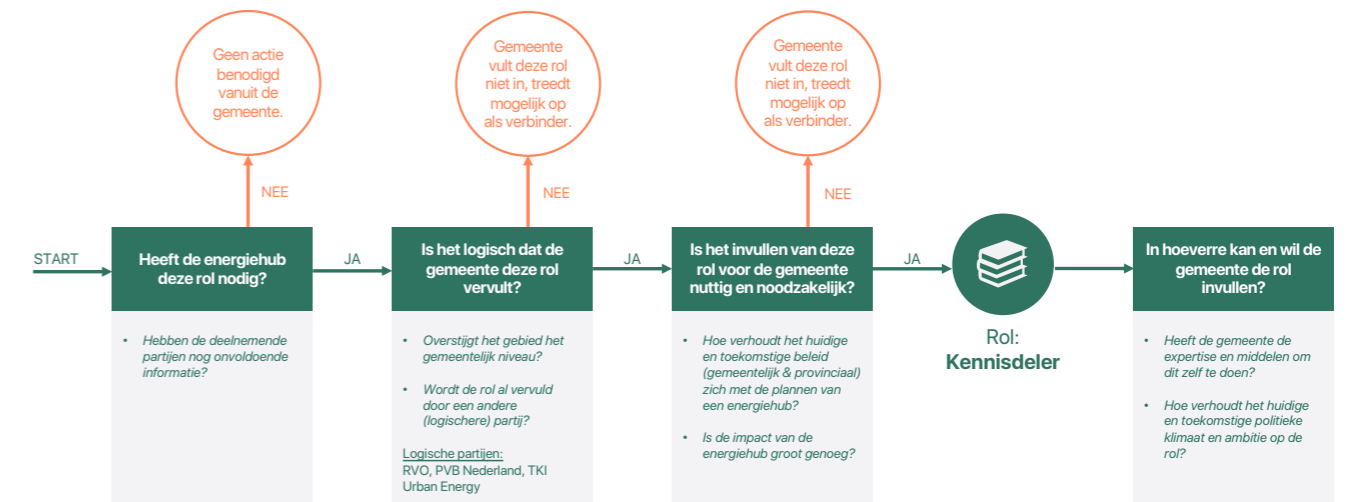 Geen actie
benodigd
vanuit de
gemeente.
Gemeente
vult deze rol
niet in, treedt
mogelijk op
als verbinder.
Gemeente
vult deze rol
niet in, treedt
mogelijk op
als verbinder.
NEE
NEE
NEE
START
Heeft de energiehub
deze rol nodig?
JA
Is het logisch dat de
gemeente deze rol
vervult?
JA
Is het invullen van deze
rol voor de gemeente
nuttig en noodzakelijk?
JA
Rol:
Kennisdeler
In hoeverre kan en wil de
gemeente de rol
invullen?
• Hebben de deelnemende
partijen nog onvoldoende
informatie?
• Overstijgt het gebied het
gemeentelijk niveau?
• Wordt de rol al vervuld
door een andere
(logischere) partij?
Logische partijen:
RVO, PVB Nederland, TKI
Urban Energy
• Hoe verhoudt het huidige
en toekomstige beleid
(gemeentelijk & provinciaal)
zich met de plannen van
een energiehub?
• Is de impact van de
energiehub groot genoeg?
• Heeft de gemeente de
expertise en middelen om
dit zelf te doen?
• Hoe verhoudt het huidige
en toekomstige politieke
klimaat en ambitie op de
rol?